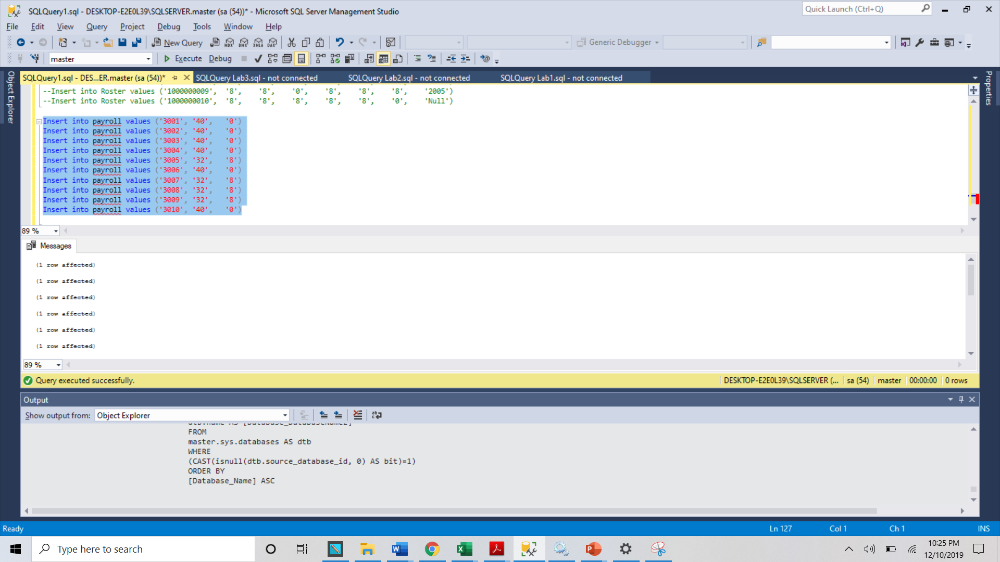 SQLQuery1.sql - DESKTOP-E2E0L39\SQLSERVER.master (sa (54))* - Microsoft SQL Server Management Studio
Quick Launch (Ctrl+Q)
File Edit View Query Project Debug Tools Window Help
New Query MDX DMX XMLA DAX Generic Debugger
master Execute Debug
Object Explorer
SQLQuery1.sql - DES...ER.master (sa (54))* SQLQuery Lab3.sql - not connected SQLQuery Lab2.sql - not connected SQLQuery Lab1.sql - not connected
Properties
--Insert into Roster values ('1000000009', '8', '8', '0', '8', '8', '8', '2005')
--Insert into Roster values ('1000000010', '8', '8', '8', '8', '8', '0', 'Null')
Insert into payroll values ('3001', '40', '0')
Insert into payroll values ('3002', '40', '0')
Insert into payroll values ('3003', '40', '0')
Insert into payroll values ('3004', '40', '0')
Insert into payroll values ('3005', '32', '8')
Insert into payroll values ('3006', '40', '0')
Insert into payroll values ('3007', '32', '8')
Insert into payroll values ('3008', '32', '8')
Insert into payroll values ('3009', '32', '8')
Insert into payroll values ('3010', '40', '0')
89 %
Messages
(1 row affected)
(1 row affected)
(1 row affected)
(1 row affected)
(1 row affected)
(1 row affected)
89 %
Query executed successfully. DESKTOP-E2E0L39\SQLSERVER (... sa (54) master 00:00:00 0 rows
Output
Show output from: Object Explorer
dtb.name AS [Database_DatabaseName2]
FROM
master.sys.databases AS dtb
WHERE
(CAST(isnull(dtb.source_database_id, 0) AS bit)=1)
ORDER BY
[Database_Name] ASC
Ready Ln 127 Col 1 Ch 1 INS
Type here to search
10:25 PM
12/10/2019